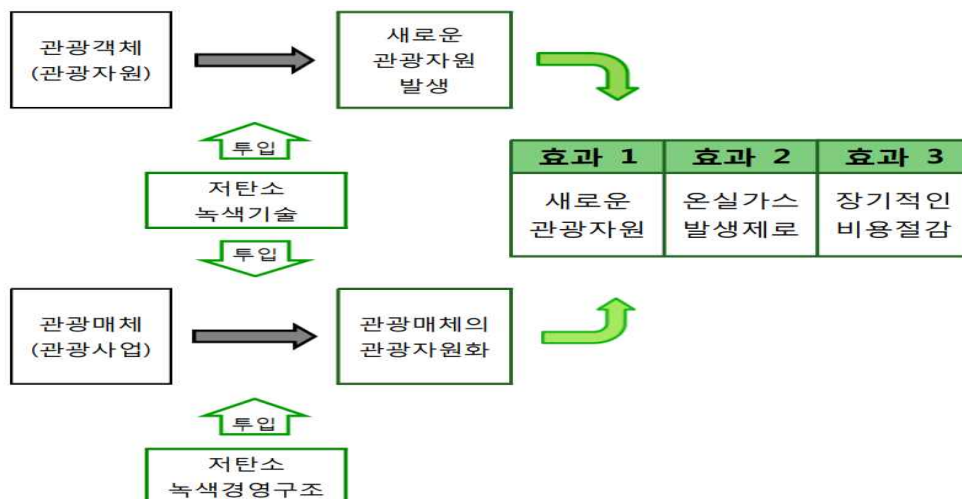 관광객체
(관광자원)
새로운
관광자원
발생
투입
저탄소
녹색기술
투입
효과 1
효과 2
효과 3
새로운
관광자원
온실가스
발생제로
장기적인
비용절감
관광매체
(관광사업)
관광매체의
관광자원화
투입
저탄소
녹색경영구조